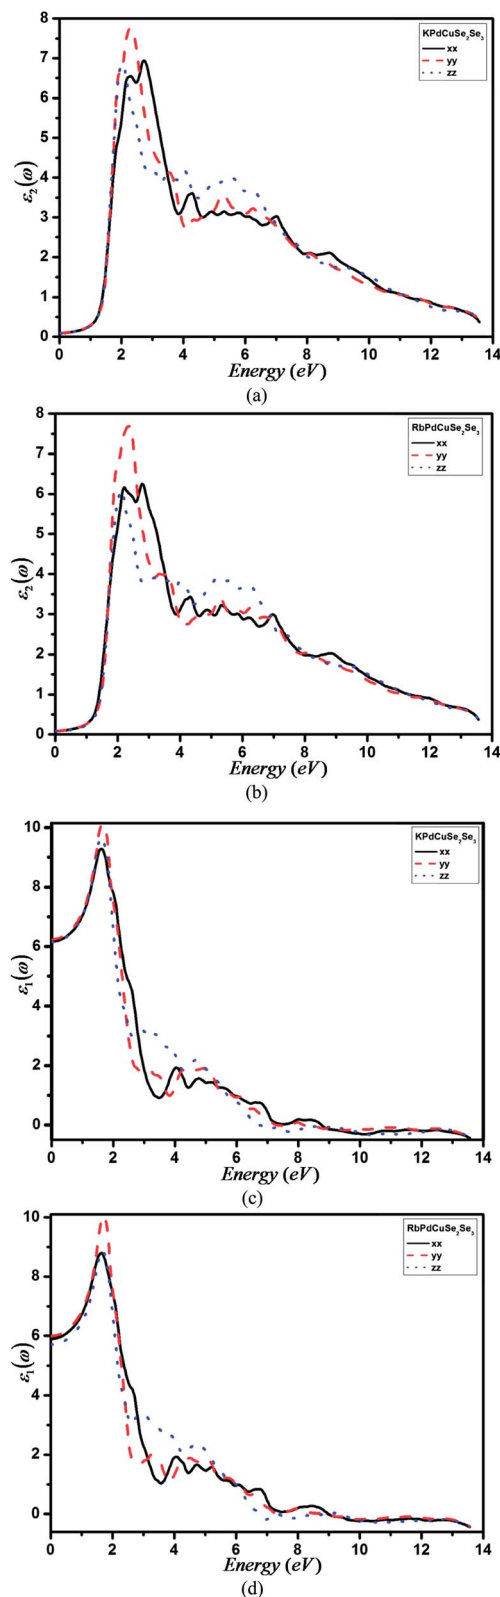 8
7
6
5
4
3
2
1
0
ε₂(ω)
KPdCuSe₂Se₃
xx
yy
zz
0 2 4 6 8 10 12 14
Energy (eV)
(a)
8
7
6
5
4
3
2
1
0
ε₂(ω)
RbPdCuSe₂Se₃
xx
yy
zz
0 2 4 6 8 10 12 14
Energy (eV)
(b)
10
8
6
4
2
0
ε₁(ω)
KPdCuSe₂Se₃
xx
yy
zz
0 2 4 6 8 10 12 14
Energy (eV)
(c)
10
8
6
4
2
0
ε₁(ω)
RbPdCuSe₂Se₃
xx
yy
zz
0 2 4 6 8 10 12 14
Energy (eV)
(d)